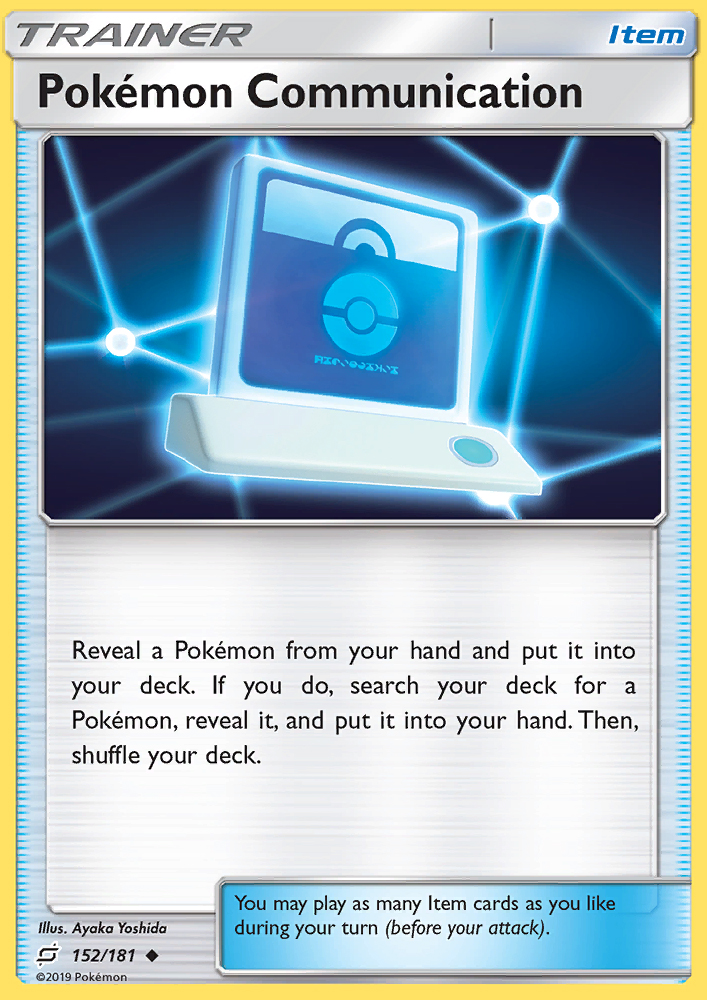 TRAINER
Item
Pokémon Communication
Reveal a Pokémon from your hand and put it into
your deck. If you do, search your deck for a
Pokémon, reveal it, and put it into your hand. Then,
shuffle your deck.
You may play as many Item cards as you like
during your turn (before your attack).
Illus. Ayaka Yoshida
152/181
©2019 Pokémon